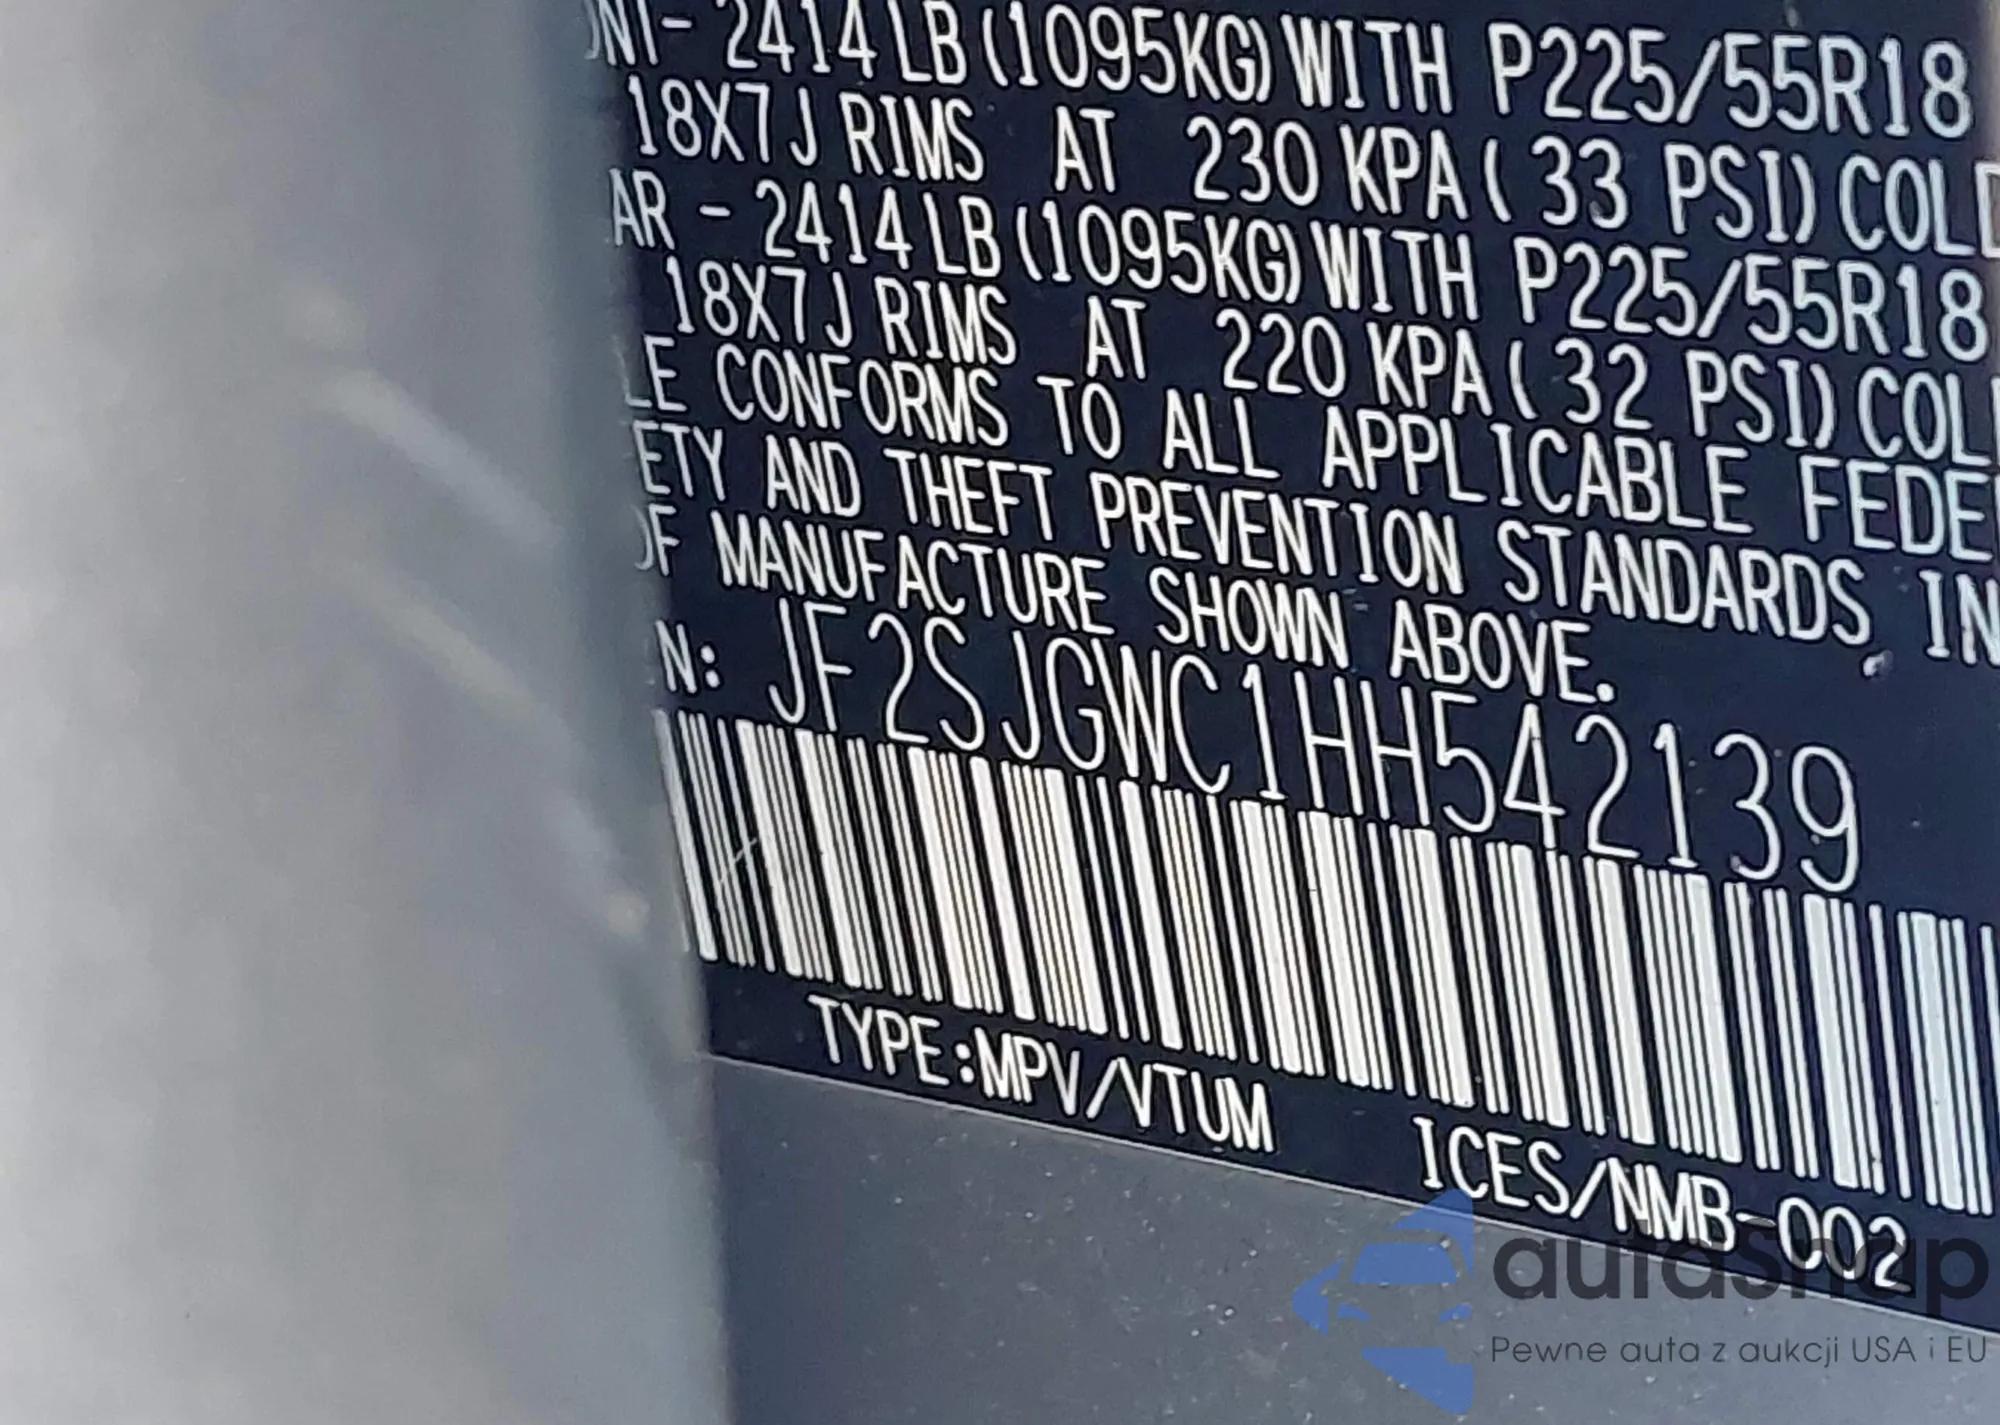 ONT- 2414 LB (1095KG) WITH P225/55R18
18X7J RIMS AT 230 KPA ( 33 PSI) COLD
AR - 2414 LB (1095KG) WITH P225/55R18
18X7J RIMS AT 220 KPA ( 32 PSI) COL
LE CONFORMS TO ALL APPLICABLE FEDE
ETY AND THEFT PREVENTION STANDARDS, IN
OF MANUFACTURE SHOWN ABOVE.
N: JF2SJGWC1HH542139
TYPE:MPV/VTUM ICES/NMB-002
autasnap
Pewne auta z aukcji USA i EU